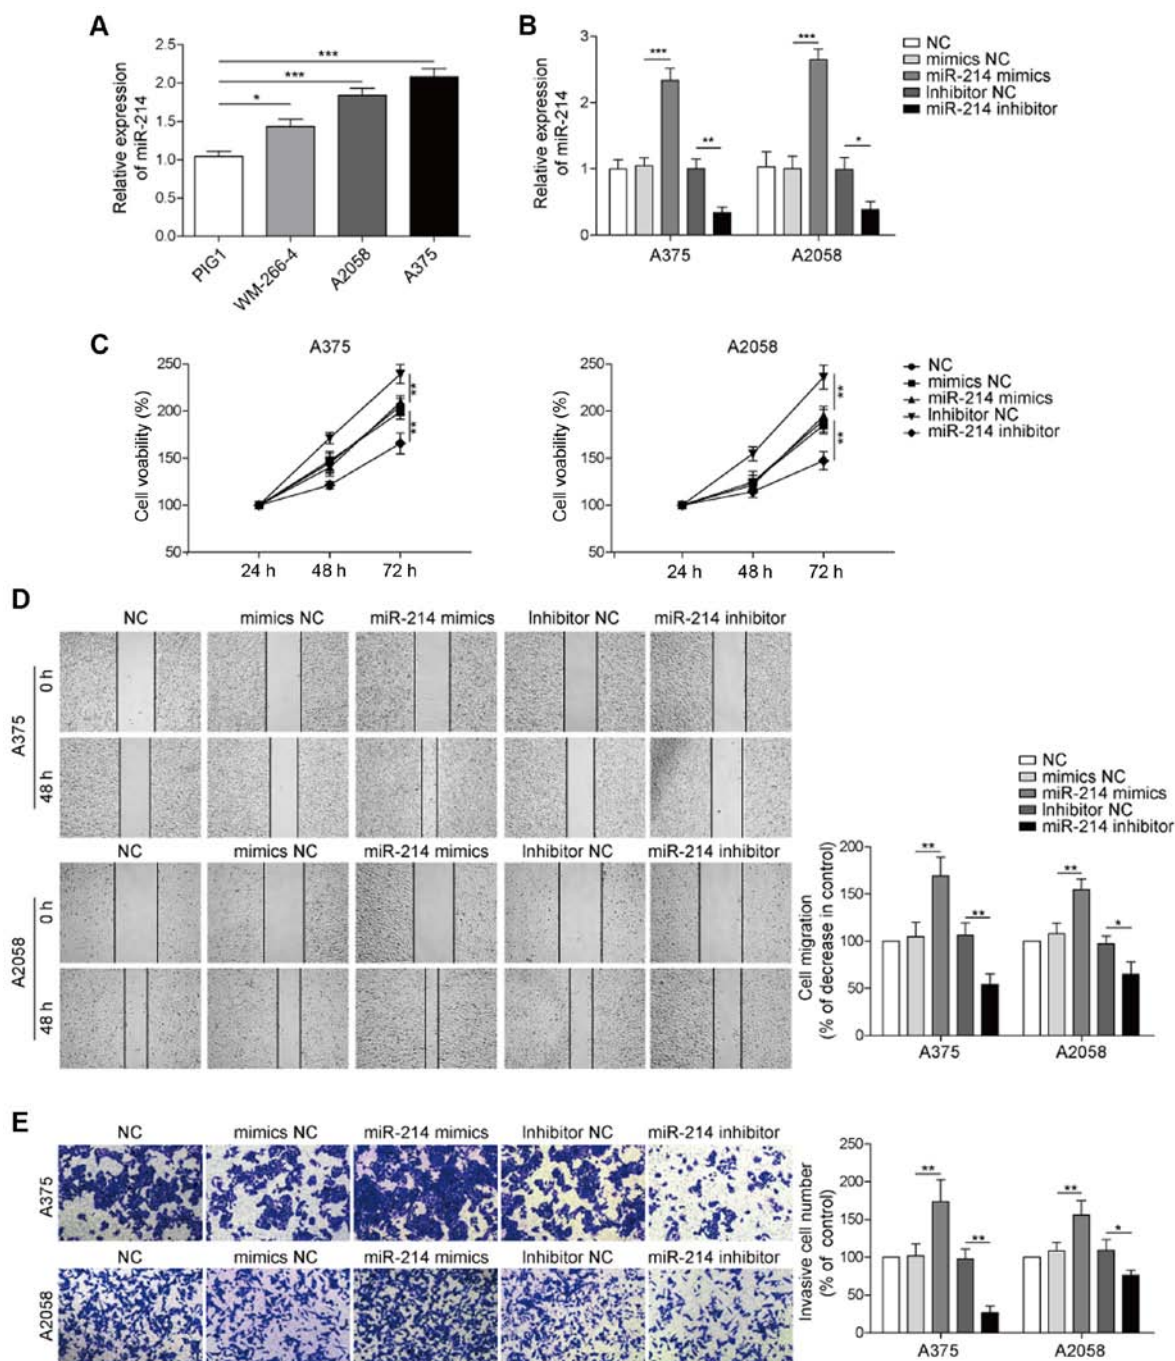 A
Relative expression
of miR-214
2.5
2.0
1.5
1.0
0.5
0.0
***
***
*
PIG1
WM-266-4
A2058
A375
B
Relative expression
of miR-214
3
2
1
0
***
**
***
*
A375
A2058
NC
mimics NC
miR-214 mimics
Inhibitor NC
miR-214 inhibitor
C
A375
Cell voability (%)
250
200
150
100
50
**
**
24 h 48 h 72 h
A2058
Cell voability (%)
250
200
150
100
50
**
**
24 h 48 h 72 h
NC
mimics NC
miR-214 mimics
Inhibitor NC
miR-214 inhibitor
D
NC mimics NC miR-214 mimics Inhibitor NC miR-214 inhibitor
A375
0 h
48 h
NC mimics NC miR-214 mimics Inhibitor NC miR-214 inhibitor
A2058
0 h
48 h
NC
mimics NC
miR-214 mimics
Inhibitor NC
miR-214 inhibitor
Cell migration
(% of decrease in control)
200
150
100
50
0
**
**
**
*
A375
A2058
E
NC mimics NC miR-214 mimics Inhibitor NC miR-214 inhibitor
A375
NC mimics NC miR-214 mimics Inhibitor NC miR-214 inhibitor
A2058
Invasive cell number
(% of control)
250
200
150
100
50
0
**
**
**
*
A375
A2058